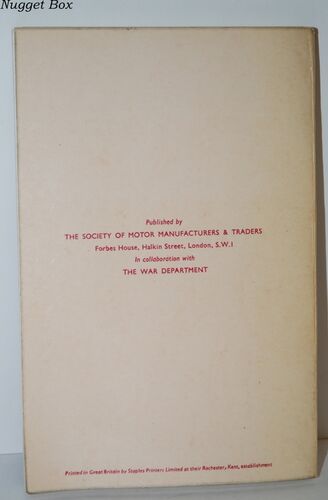 Nugget Box
Published by
THE SOCIETY OF MOTOR MANUFACTURERS & TRADERS
Forbes House, Halkin Street, London, S.W.1
In collaboration with
THE WAR DEPARTMENT
Printed in Great Britain by Staples Printers Limited at their Rochester, Kent, establishment